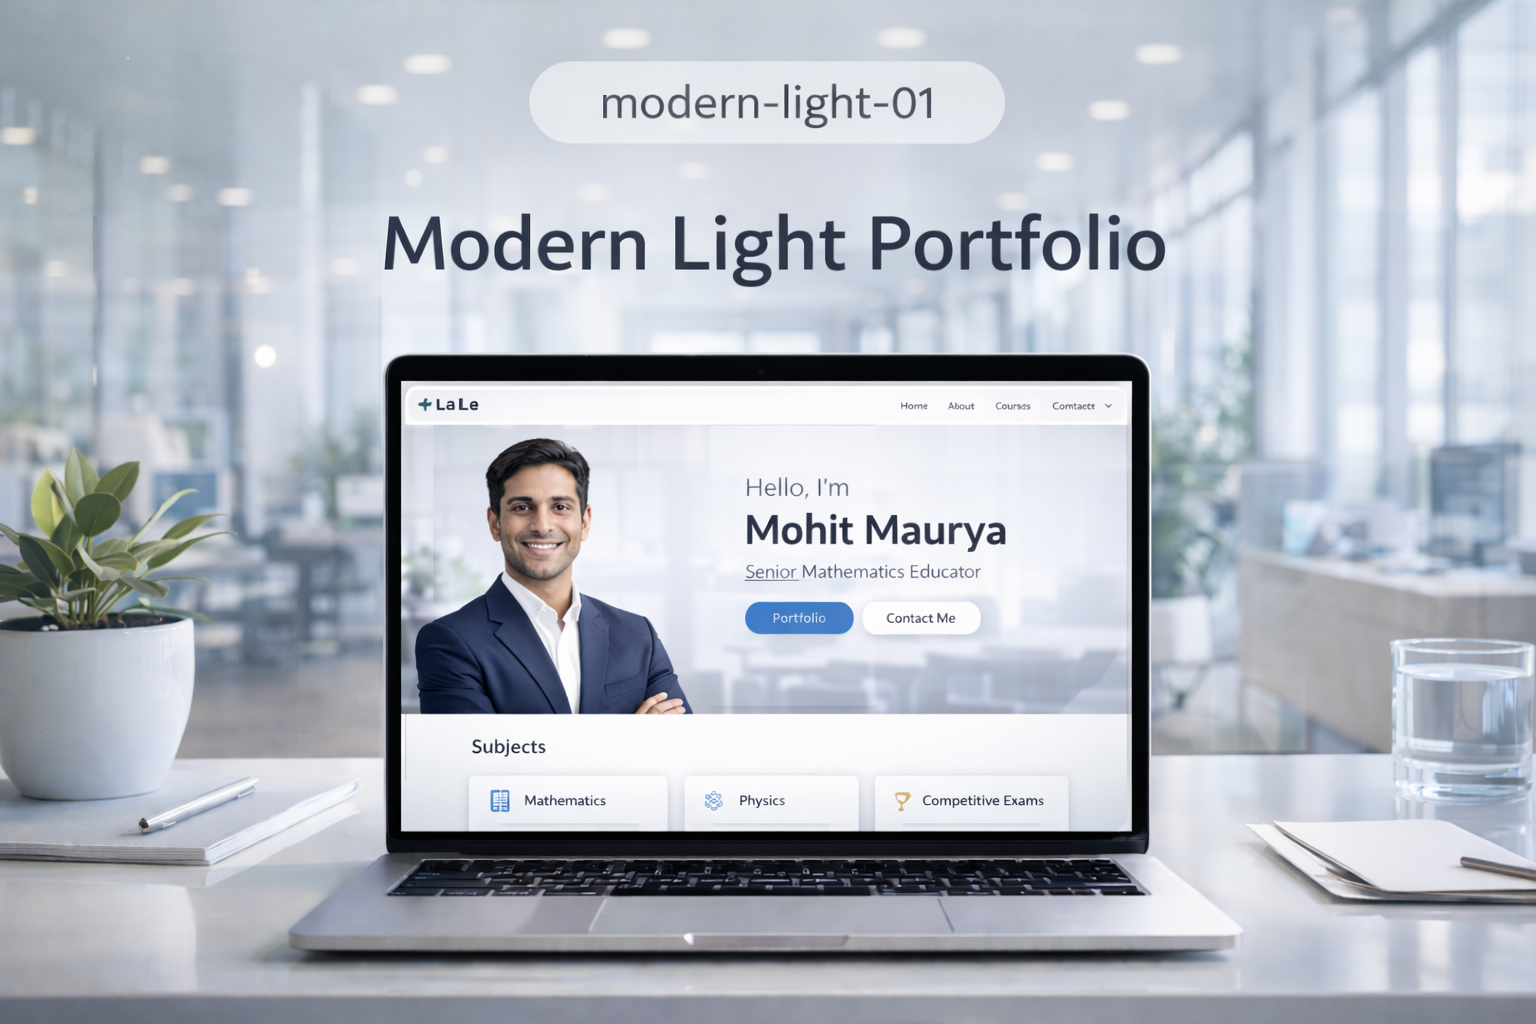 modern-light-01
Modern Light Portfolio
LaLe
Home About Courses Comtacts
Hello, I'm
Mohit Maurya
Senior Mathematics Educator
Portfolio Contact Me
Subjects
Mathematics Physics Competitive Exams